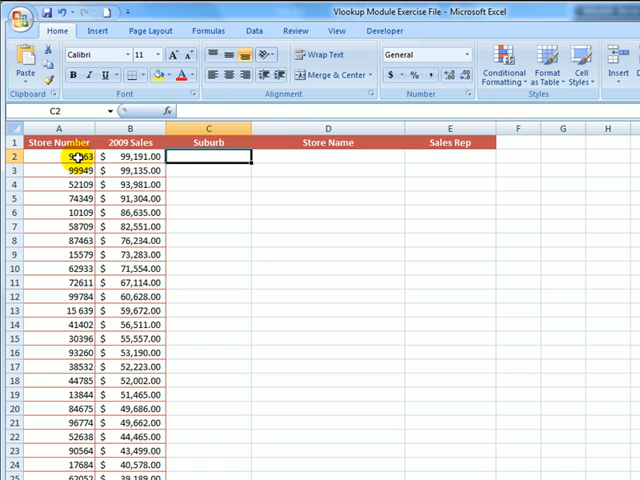 Vlookup Module Exercise File - Microsoft Excel
Home Insert Page Layout Formulas Data Review View Developer
Calibri 11 A A Wrap Text General
Paste B I U A Merge & Center $ % , Conditional Formatting Format as Table Cell Styles Insert
Clipboard Font Alignment Number Styles
C2 fx
A B C D E F G H
1 Store Number 2009 Sales Suburb Store Name Sales Rep
2 $ 99,191.00
3 99949 $ 99,135.00
4 52109 $ 93,981.00
5 74349 $ 91,304.00
6 10109 $ 86,635.00
7 58709 $ 82,551.00
8 87463 $ 76,234.00
9 15579 $ 73,283.00
10 62933 $ 71,554.00
11 72611 $ 67,114.00
12 99784 $ 60,628.00
13 15 639 $ 59,672.00
14 41402 $ 56,511.00
15 30396 $ 55,557.00
16 93260 $ 53,190.00
17 38532 $ 52,223.00
18 44785 $ 52,002.00
19 13844 $ 51,465.00
20 84675 $ 49,686.00
21 96774 $ 49,662.00
22 52638 $ 44,465.00
23 90564 $ 43,499.00
24 17684 $ 40,578.00
25 62052 $ 39,189.00